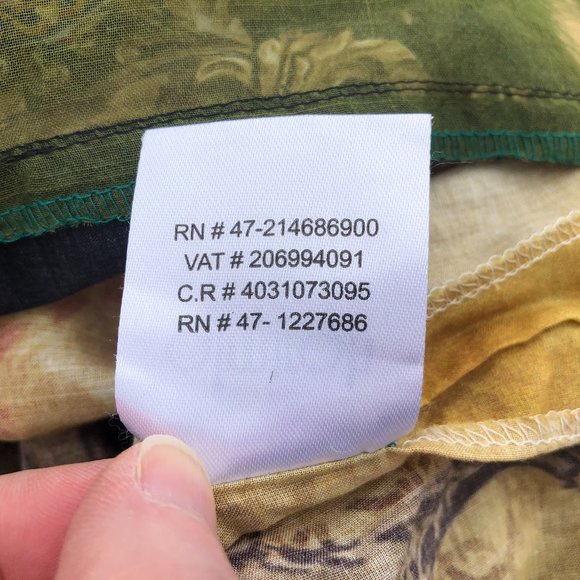 RN # 47-214686900
VAT # 206994091
C.R # 4031073095
RN # 47- 1227686